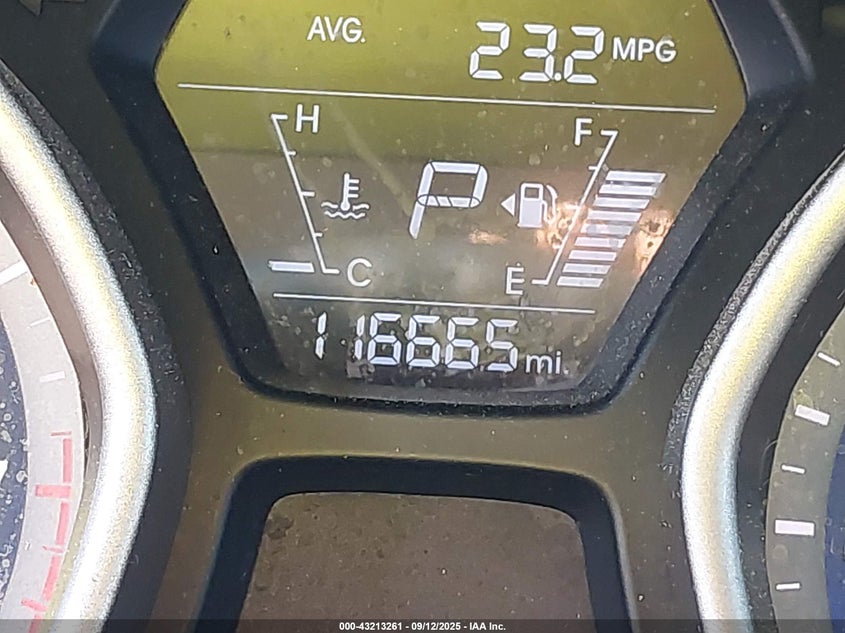 AVG. 23.2 MPG
H F
P
C E
116665 mi.
000-43213261 - 09/12/2025 - IAA Inc.